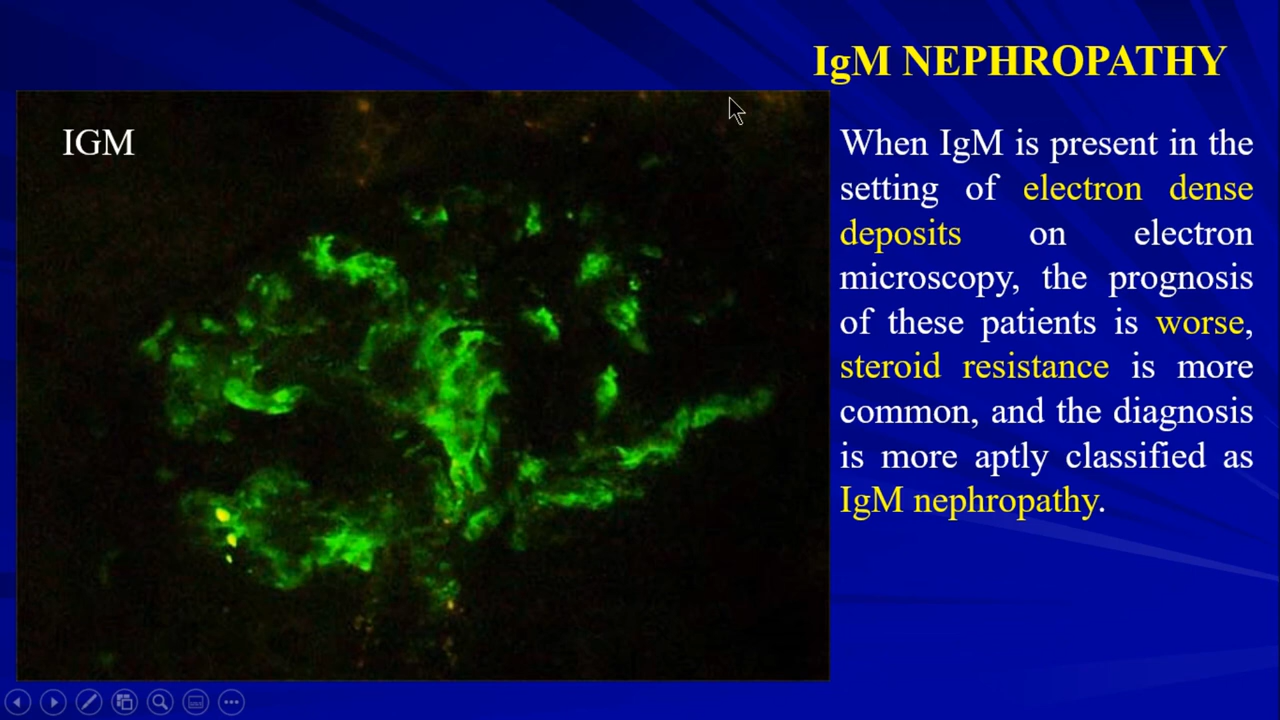 IgM NEPHROPATHY
IGM
When IgM is present in the
setting of electron dense
deposits on electron
microscopy, the prognosis
of these patients is worse,
steroid resistance is more
common, and the diagnosis
is more aptly classified as
IgM nephropathy.